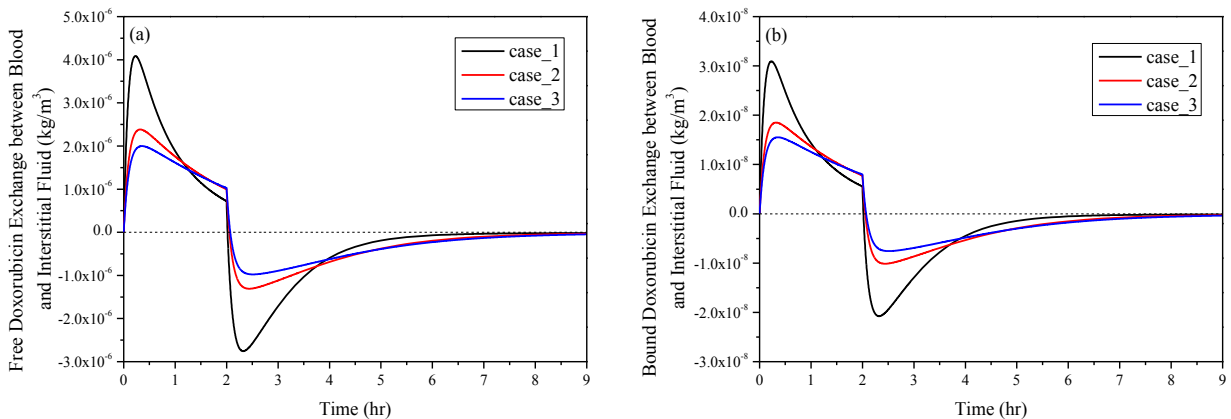 5.0x10⁻⁶
4.0x10⁻⁶
3.0x10⁻⁶
2.0x10⁻⁶
1.0x10⁻⁶
0.0
-1.0x10⁻⁶
-2.0x10⁻⁶
-3.0x10⁻⁶
Free Doxorubicin Exchange between Blood
and Interstitial Fluid (kg/m³)
(a)
case_1
case_2
case_3
0 1 2 3 4 5 6 7 8 9
Time (hr)
4.0x10⁻⁸
3.0x10⁻⁸
2.0x10⁻⁸
1.0x10⁻⁸
0.0
-1.0x10⁻⁸
-2.0x10⁻⁸
-3.0x10⁻⁸
Bound Doxorubicin Exchange between Blood
and Interstitial Fluid (kg/m³)
(b)
case_1
case_2
case_3
0 1 2 3 4 5 6 7 8 9
Time (hr)